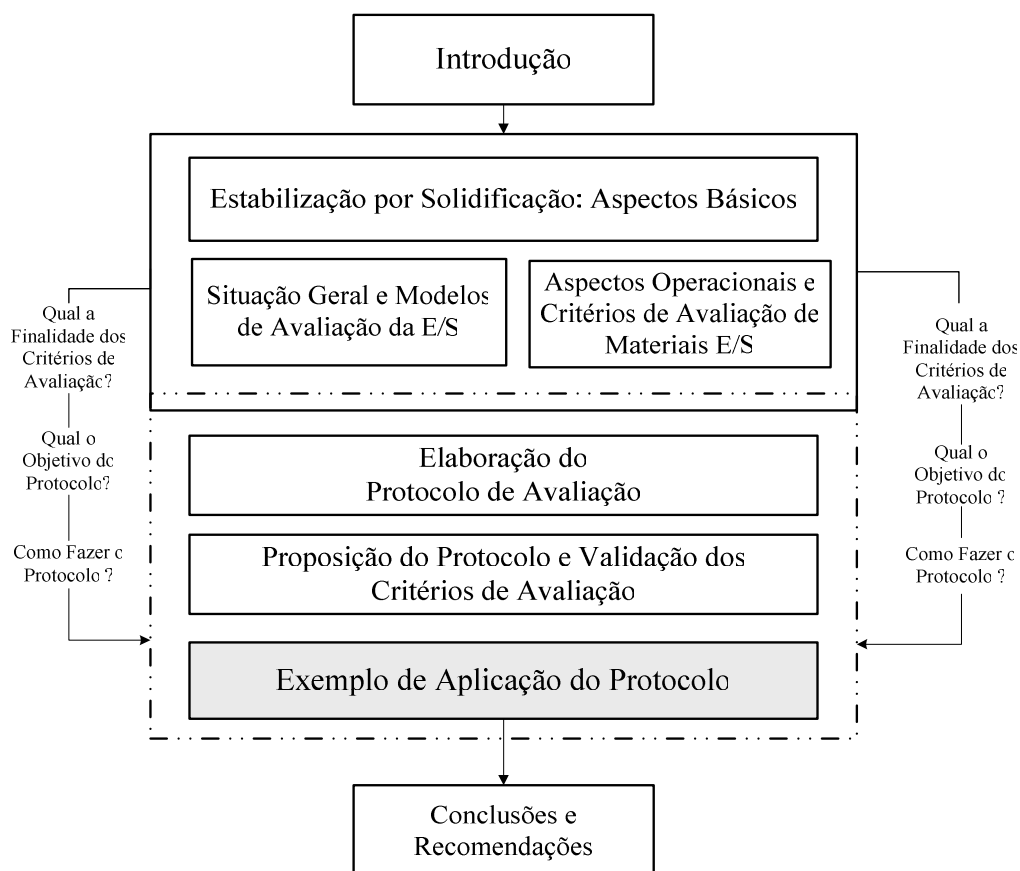 Introdução
Estabilização por Solidificação: Aspectos Básicos
Situação Geral e Modelos
de Avaliação da E/S
Aspectos Operacionais e
Critérios de Avaliação de
Materiais E/S
Qual a
Finalidade dos
Critérios de
Avaliação?
Qual o
Objetivo do
Protocolo?
Como Fazer o
Protocolo ?
Qual a
Finalidade dos
Critérios de
Avaliação?
Qual o
Objetivo do
Protocolo ?
Como Fazer o
Protocolo ?
Elaboração do
Protocolo de Avaliação
Proposição do Protocolo e Validação dos
Critérios de Avaliação
Exemplo de Aplicação do Protocolo
Conclusões e
Recomendações